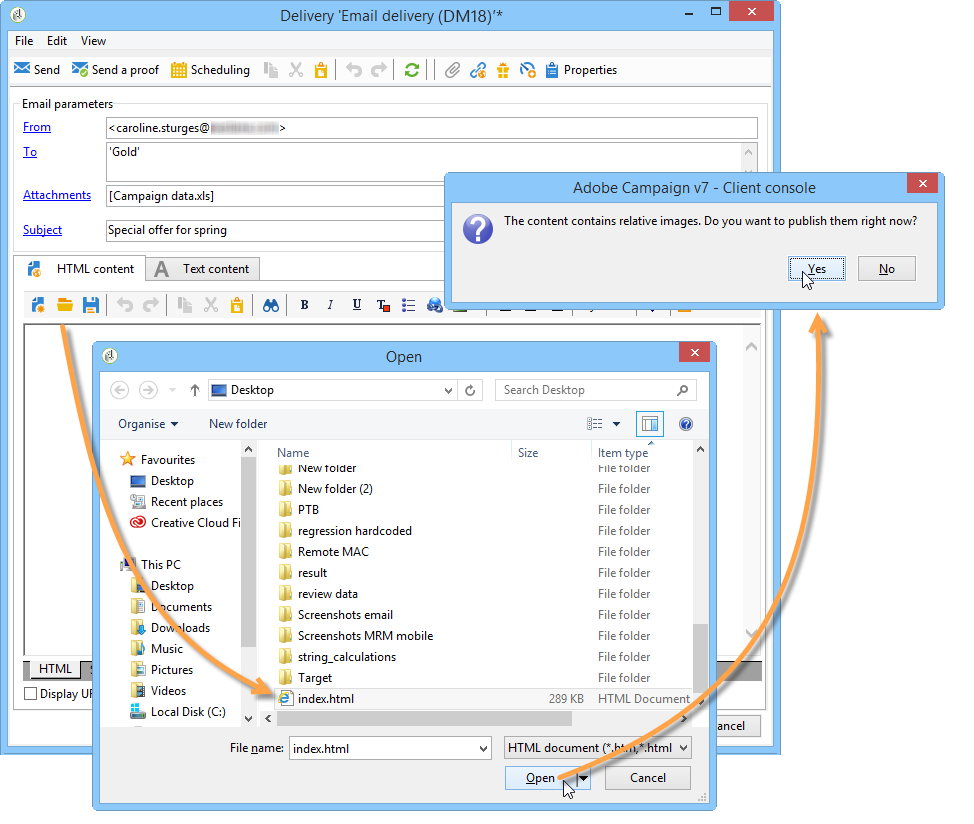 Delivery 'Email delivery (DM18)'*
File Edit View
Send Send a proof Scheduling Properties
Email parameters
From <caroline.sturges@ >
To 'Gold'
Attachments [Campaign data.xls]
Subject Special offer for spring
Adobe Campaign v7 - Client console
The content contains relative images. Do you want to publish them right now?
Yes No
HTML content A Text content
B I U T
Open
Desktop Search Desktop
Organise New folder
Name Size Item type
Favourites
Desktop
Recent places
Creative Cloud Fi
This PC
Desktop
Documents
Downloads
Music
Pictures
Videos
Local Disk (C:)
New folder File folder
New folder (2) File folder
PTB File folder
regression hardcoded File folder
Remote MAC File folder
result File folder
review data File folder
Screenshots email File folder
Screenshots MRM mobile File folder
string_calculations File folder
Target File folder
index.html 289 KB HTML Document
HTML
Display UR
ancel
File name: index.html HTML document (*.htm,*.html
Open Cancel